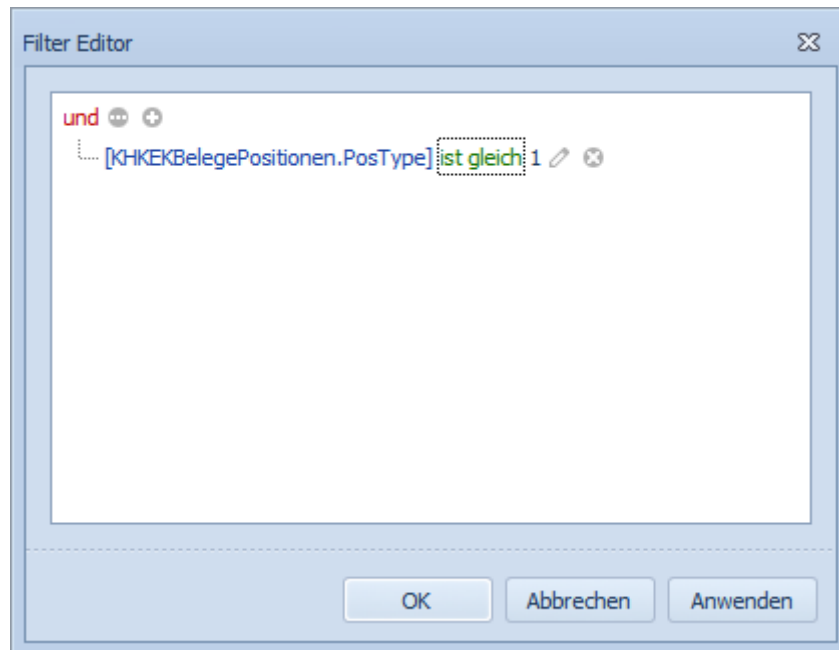 Filter Editor
und
[KHKEKBelegePositionen.PosType] ist gleich 1
OK Abbrechen Anwenden